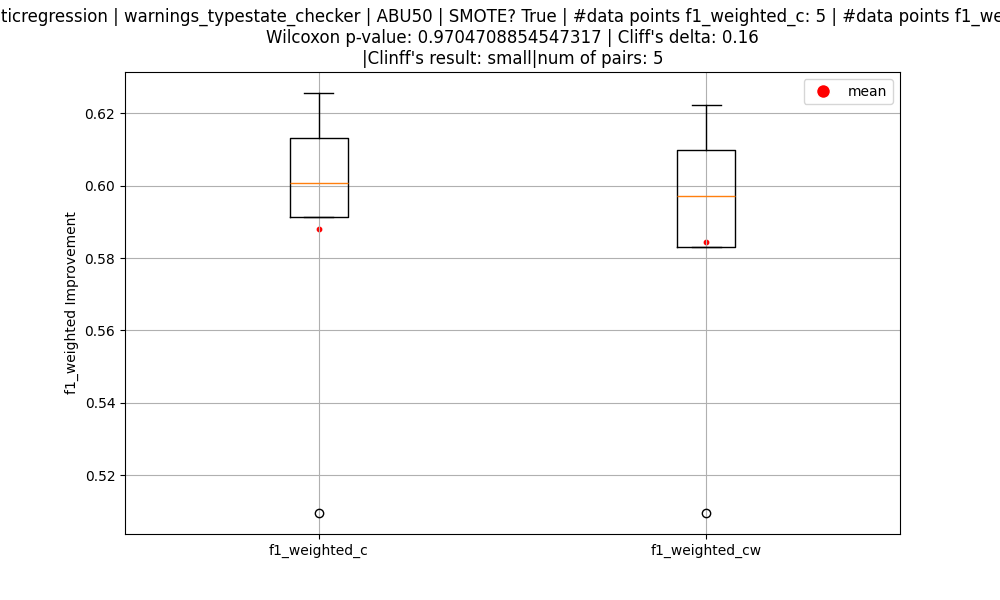 ticregression | warnings_typestate_checker | ABU50 | SMOTE? True | #data points f1_weighted_c: 5 | #data points f1_we
Wilcoxon p-value: 0.9704708854547317 | Cliff's delta: 0.16
|Clinff's result: small|num of pairs: 5
mean
0.62
0.60
0.58
0.56
0.54
0.52
f1_weighted Improvement
f1_weighted_c
f1_weighted_cw